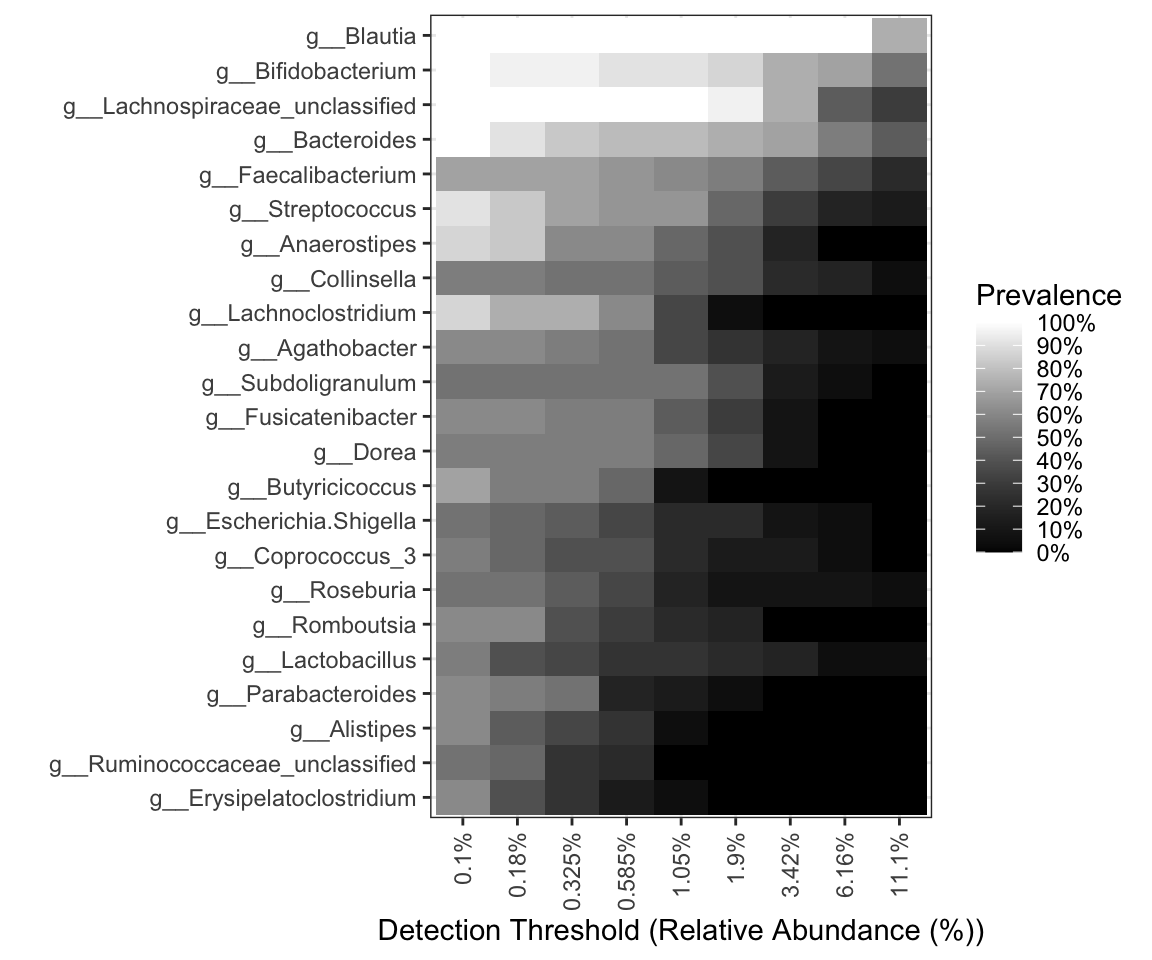 g__Blautia
g__Bifidobacterium
g__Lachnospiraceae_unclassified
g__Bacteroides
g__Faecalibacterium
g__Streptococcus
g__Anaerostipes
g__Collinsella
g__Lachnoclostridium
g__Agathobacter
g__Subdoligranulum
g__Fusicatenibacter
g__Dorea
g__Butyricicoccus
g__Escherichia.Shigella
g__Coprococcus_3
g__Roseburia
g__Romboutsia
g__Lactobacillus
g__Parabacteroides
g__Alistipes
g__Ruminococcaceae_unclassified
g__Erysipelatoclostridium
0.1%
0.18%
0.325%
0.585%
1.05%
1.9%
3.42%
6.16%
11.1%
Detection Threshold (Relative Abundance (%))
Prevalence
100%
90%
80%
70%
60%
50%
40%
30%
20%
10%
0%